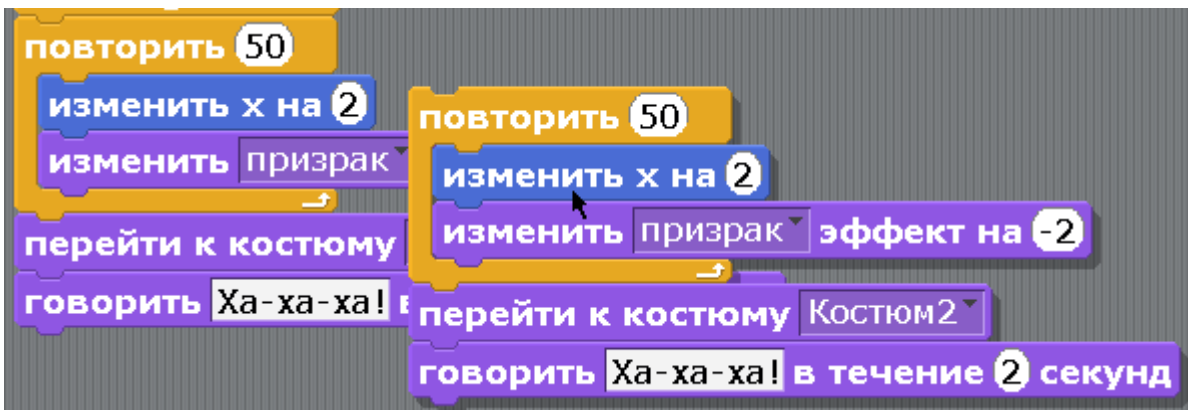 повторить 50
изменить x на 2
изменить призрак
перейти к костюму
говорить Ха-ха-ха!
повторить 50
изменить x на 2
изменить призрак эффект на -2
перейти к костюму Костюм2
говорить Ха-ха-ха! в течение 2 секунд